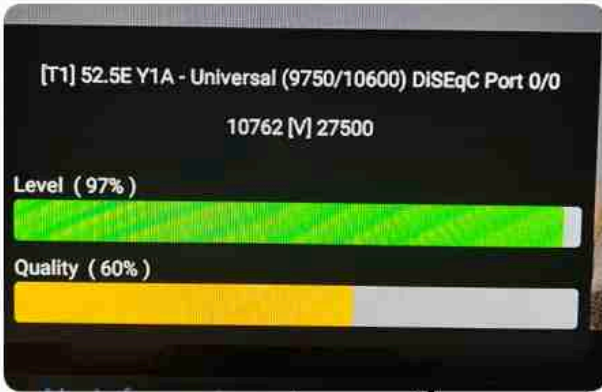 [T1] 52.5E Y1A - Universal (9750/10600) DiSEqC Port 0/0
10762 [V] 27500
Level ( 97% )
Quality ( 60% )